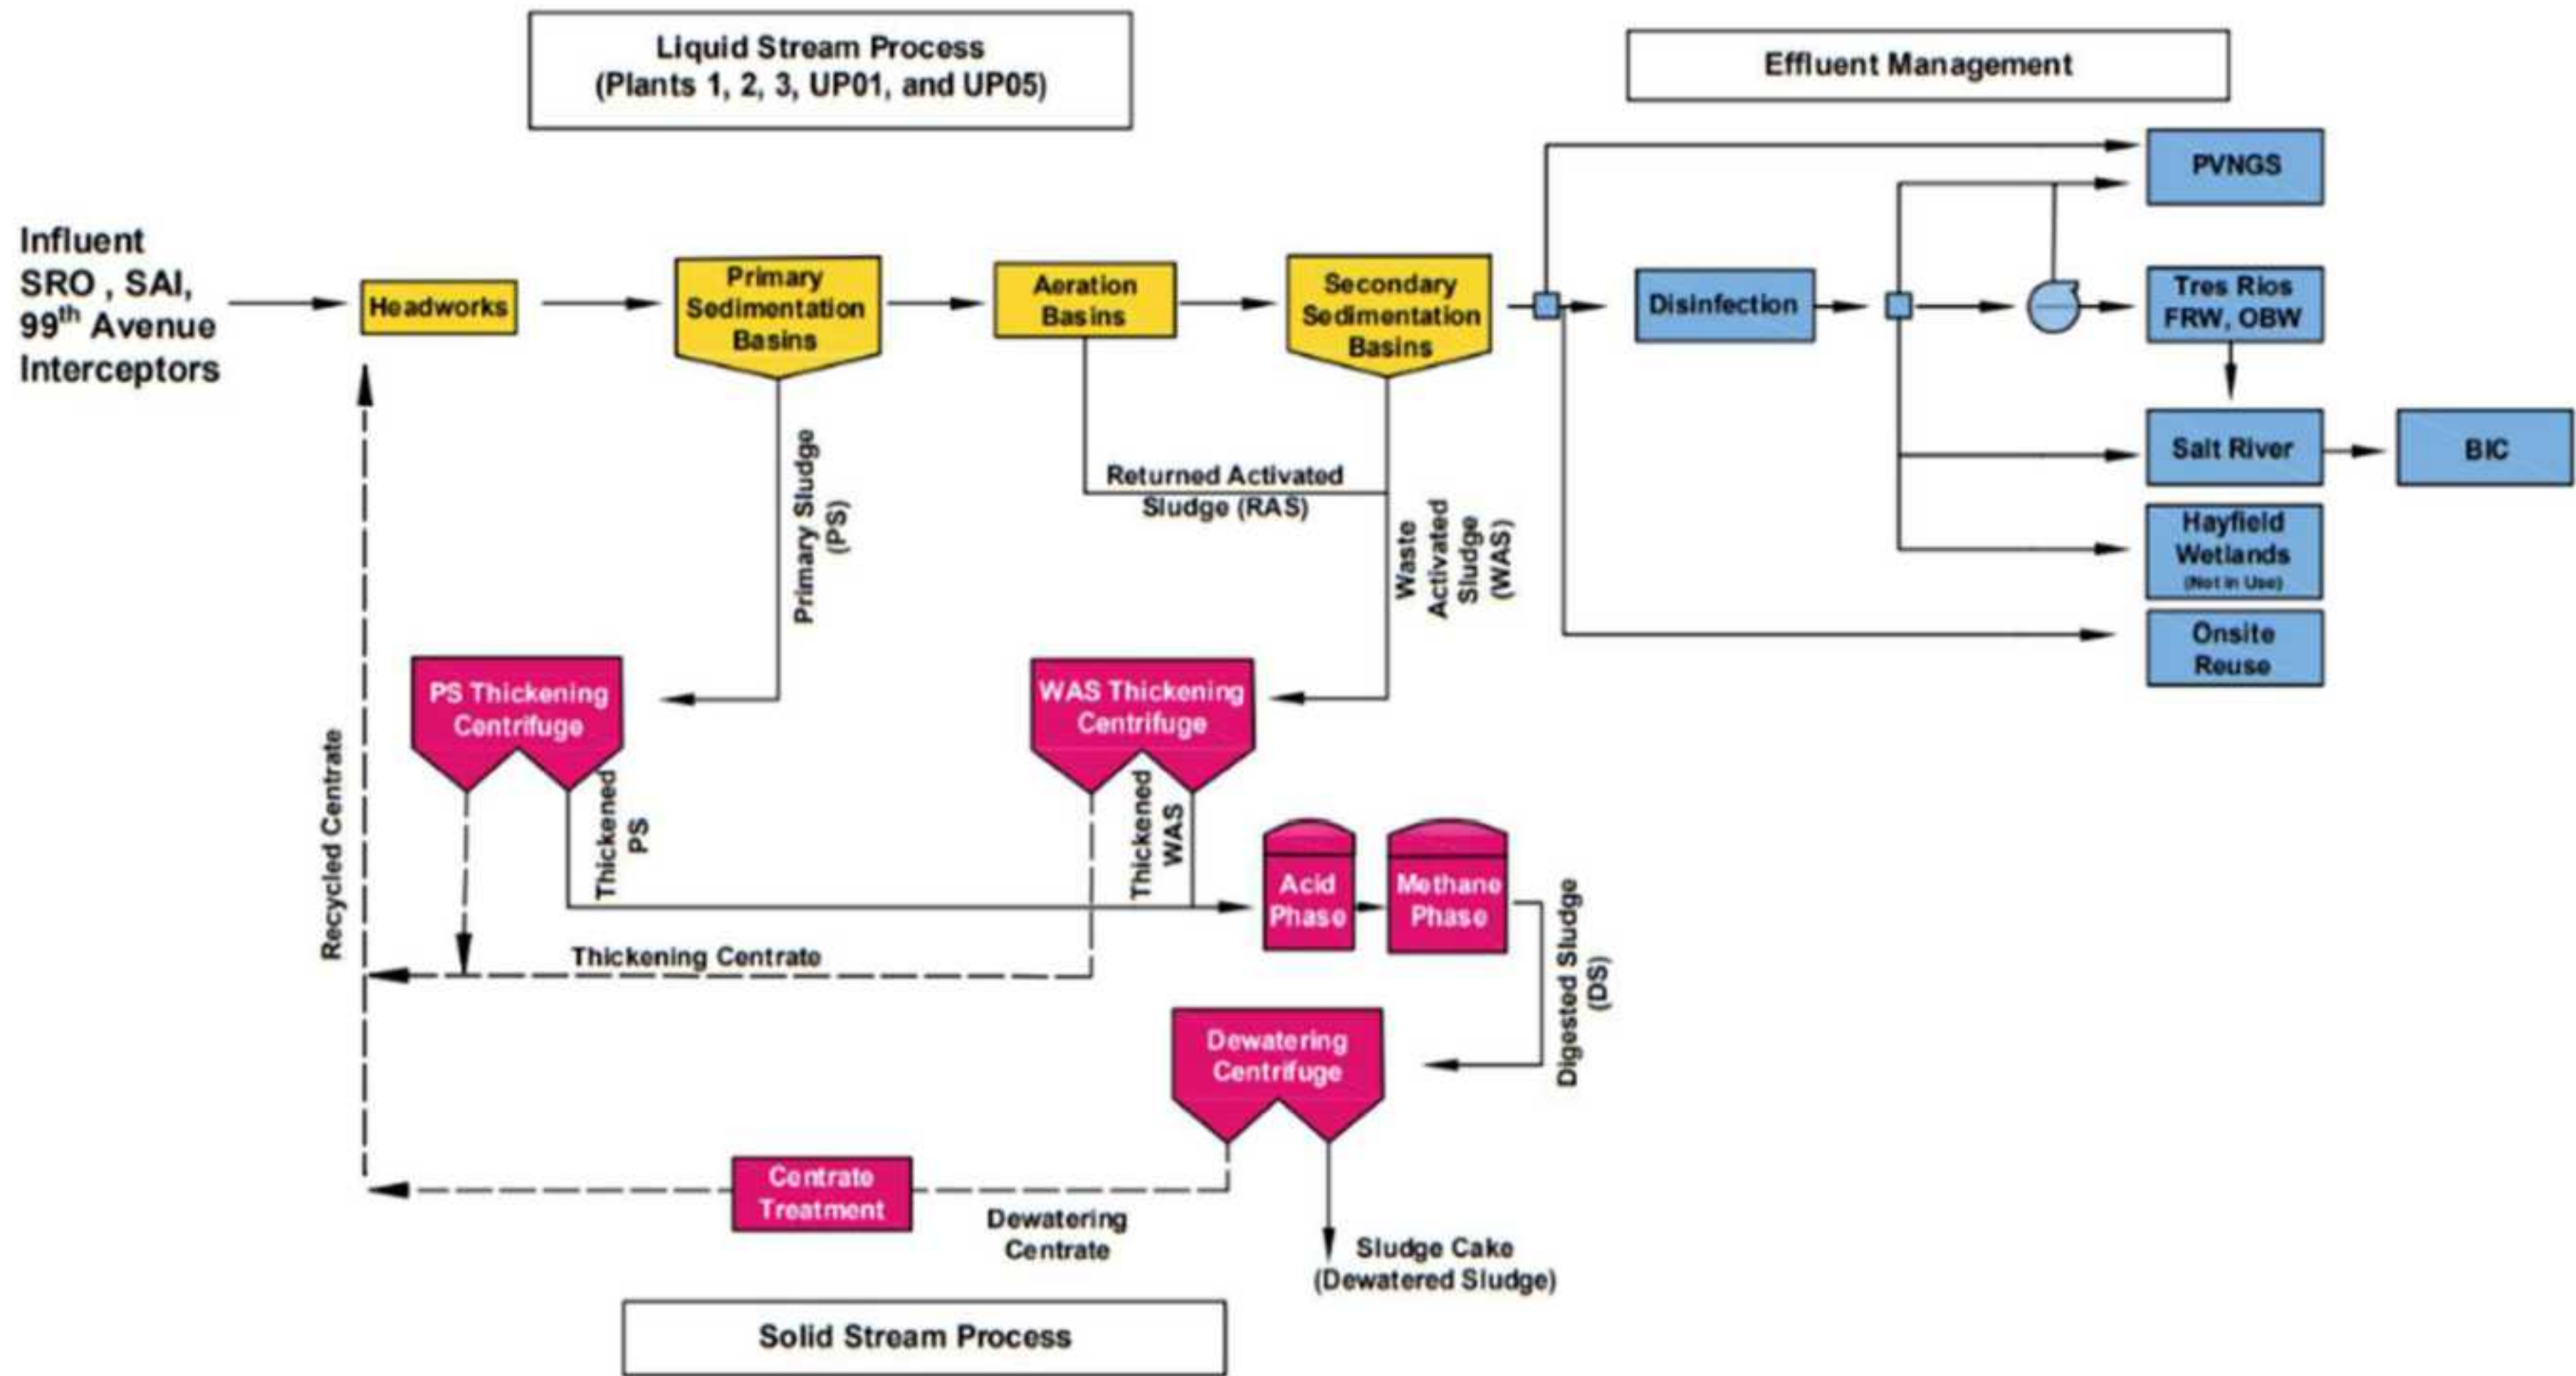 Liquid Stream Process
(Plants 1, 2, 3, UP01, and UP05)
Effluent Management
Influent
SRO , SAI,
99th Avenue
Interceptors
Headworks
Primary
Sedimentation
Basins
Aeration
Basins
Secondary
Sedimentation
Basins
Disinfection
PVNGS
Tres Rios
FRW, OBW
Salt River
BIC
Hayfield
Wetlands
(Not in Use)
Onsite
Reuse
Primary Sludge
(PS)
Returned Activated
Sludge (RAS)
Waste
Activated
Sludge
(WAS)
PS Thickening
Centrifuge
WAS Thickening
Centrifuge
Recycled Centrate
Thickened
PS
Thickened
WAS
Acid
Phase
Methane
Phase
Thickening Centrate
Digested Sludge
(DS)
Dewatering
Centrifuge
Centrate
Treatment
Dewatering
Centrate
Sludge Cake
(Dewatered Sludge)
Solid Stream Process